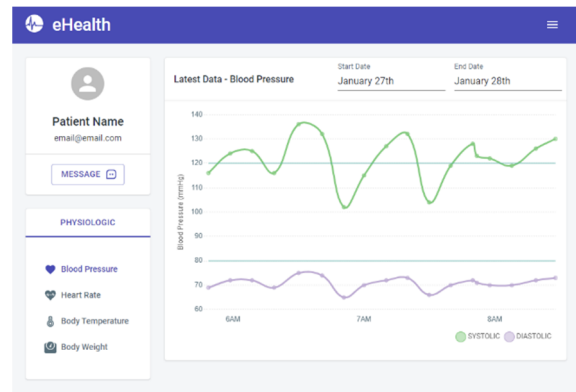 eHealth
Patient Name
email@email.com
MESSAGE
PHYSIOLOGIC
Blood Pressure
Heart Rate
Body Temperature
Body Weight
Latest Data - Blood Pressure
Start Date
January 27th
End Date
January 28th
Blood Pressure (mmHg)
140
130
120
110
100
90
80
70
60
6AM
7AM
8AM
SYSTOLIC
DIASTOLIC